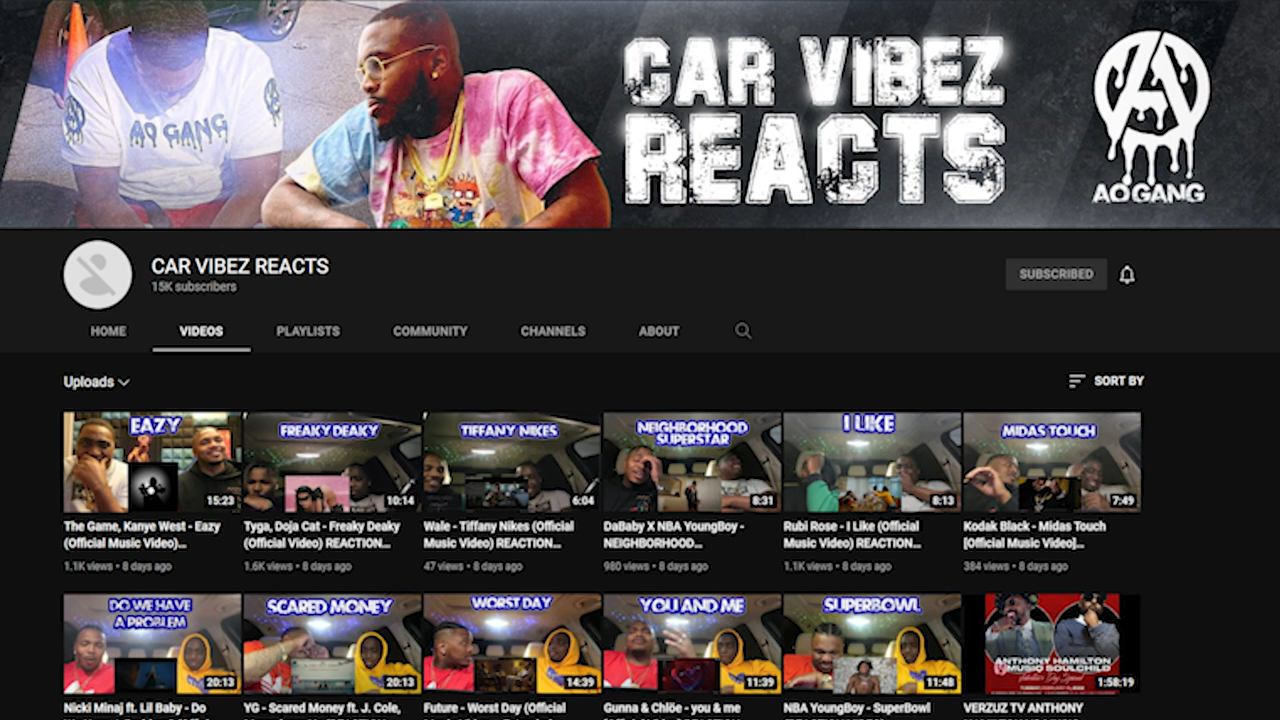 AO GANG
CAR VIBEZ
REACTS
AO GANG
CAR VIBEZ REACTS
15K subscribers
SUBSCRIBED
HOME
VIDEOS
PLAYLISTS
COMMUNITY
CHANNELS
ABOUT
Uploads
SORT BY
EAZY
15:23
The Game, Kanye West - Eazy
(Official Music Video)...
1.1K views • 8 days ago
FREAKY DEAKY
10:14
Tyga, Doja Cat - Freaky Deaky
(Official Video) REACTION...
1.6K views • 8 days ago
TIFFANY NIKES
6:04
Wale - Tiffany Nikes (Official
Music Video) REACTION...
47 views • 8 days ago
NEIGHBORHOOD
SUPERSTAR
8:31
DaBaby X NBA YoungBoy -
NEIGHBORHOOD...
980 views • 8 days ago
I LIKE
8:13
Rubi Rose - I Like (Official
Music Video) REACTION...
1.1K views • 8 days ago
MIDAS TOUCH
7:49
Kodak Black - Midas Touch
[Official Music Video]...
384 views • 8 days ago
DO WE HAVE
A PROBLEM
20:13
Nicki Minaj ft. Lil Baby - Do
SCARED MONEY
20:13
YG - Scared Money ft. J. Cole,
WORST DAY
14:39
Future - Worst Day (Official
YOU AND ME
11:39
Gunna & Chlöe - you & me
SUPERBOWL
11:48
NBA YoungBoy - SuperBowl
ANTHONY HAMILTON
MUSIC SOULCHILD
1:58:19
VERZUZ TV ANTHONY